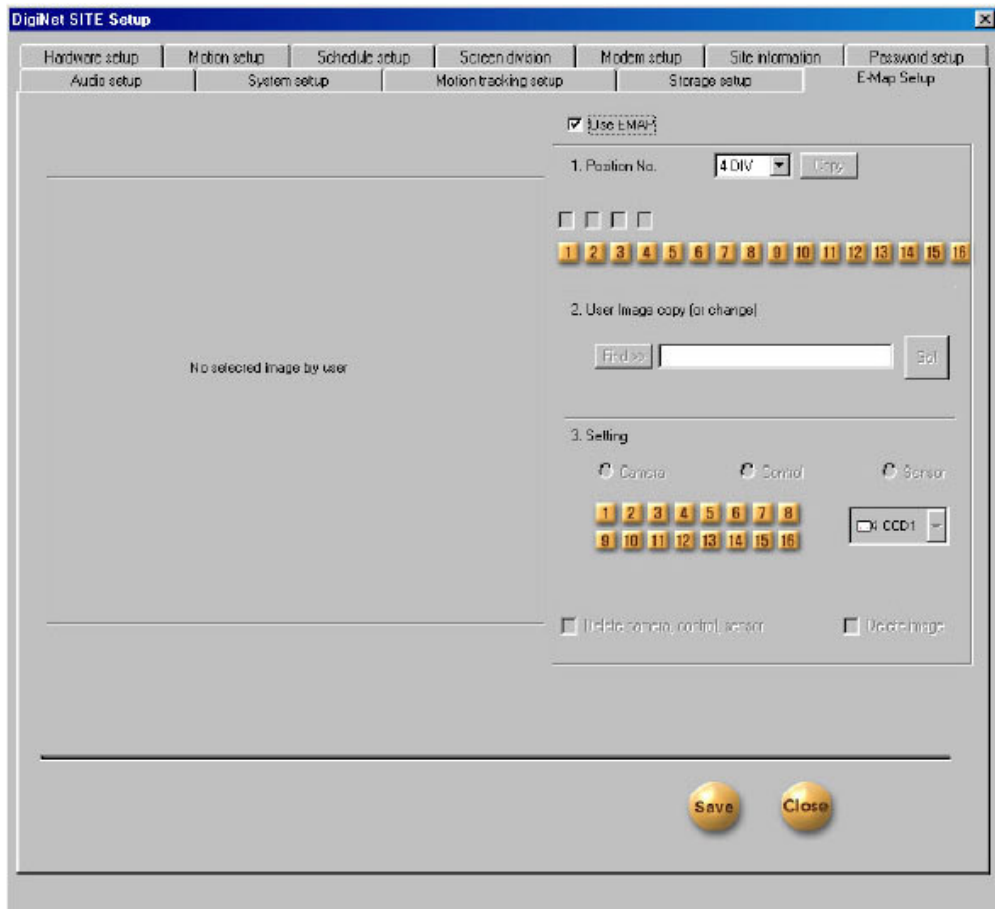 DigiNet SITE Setup
Hardware setup Motion setup Schedule setup Screen division Modem setup Site information Password setup
Audio setup System setup Motion tracking setup Storage setup E-Map Setup
Use EMAP
1. Position No. 4 DIV Copy
1 2 3 4 5 6 7 8 9 10 11 12 13 14 15 16
2. User Image copy (or change)
Find >> Go!
No selected image by user
3. Setting
Camera Control Sensor
1 2 3 4 5 6 7 8
CCD1
9 10 11 12 13 14 15 16
Delete camera, control, sensor Delete image
Save Close